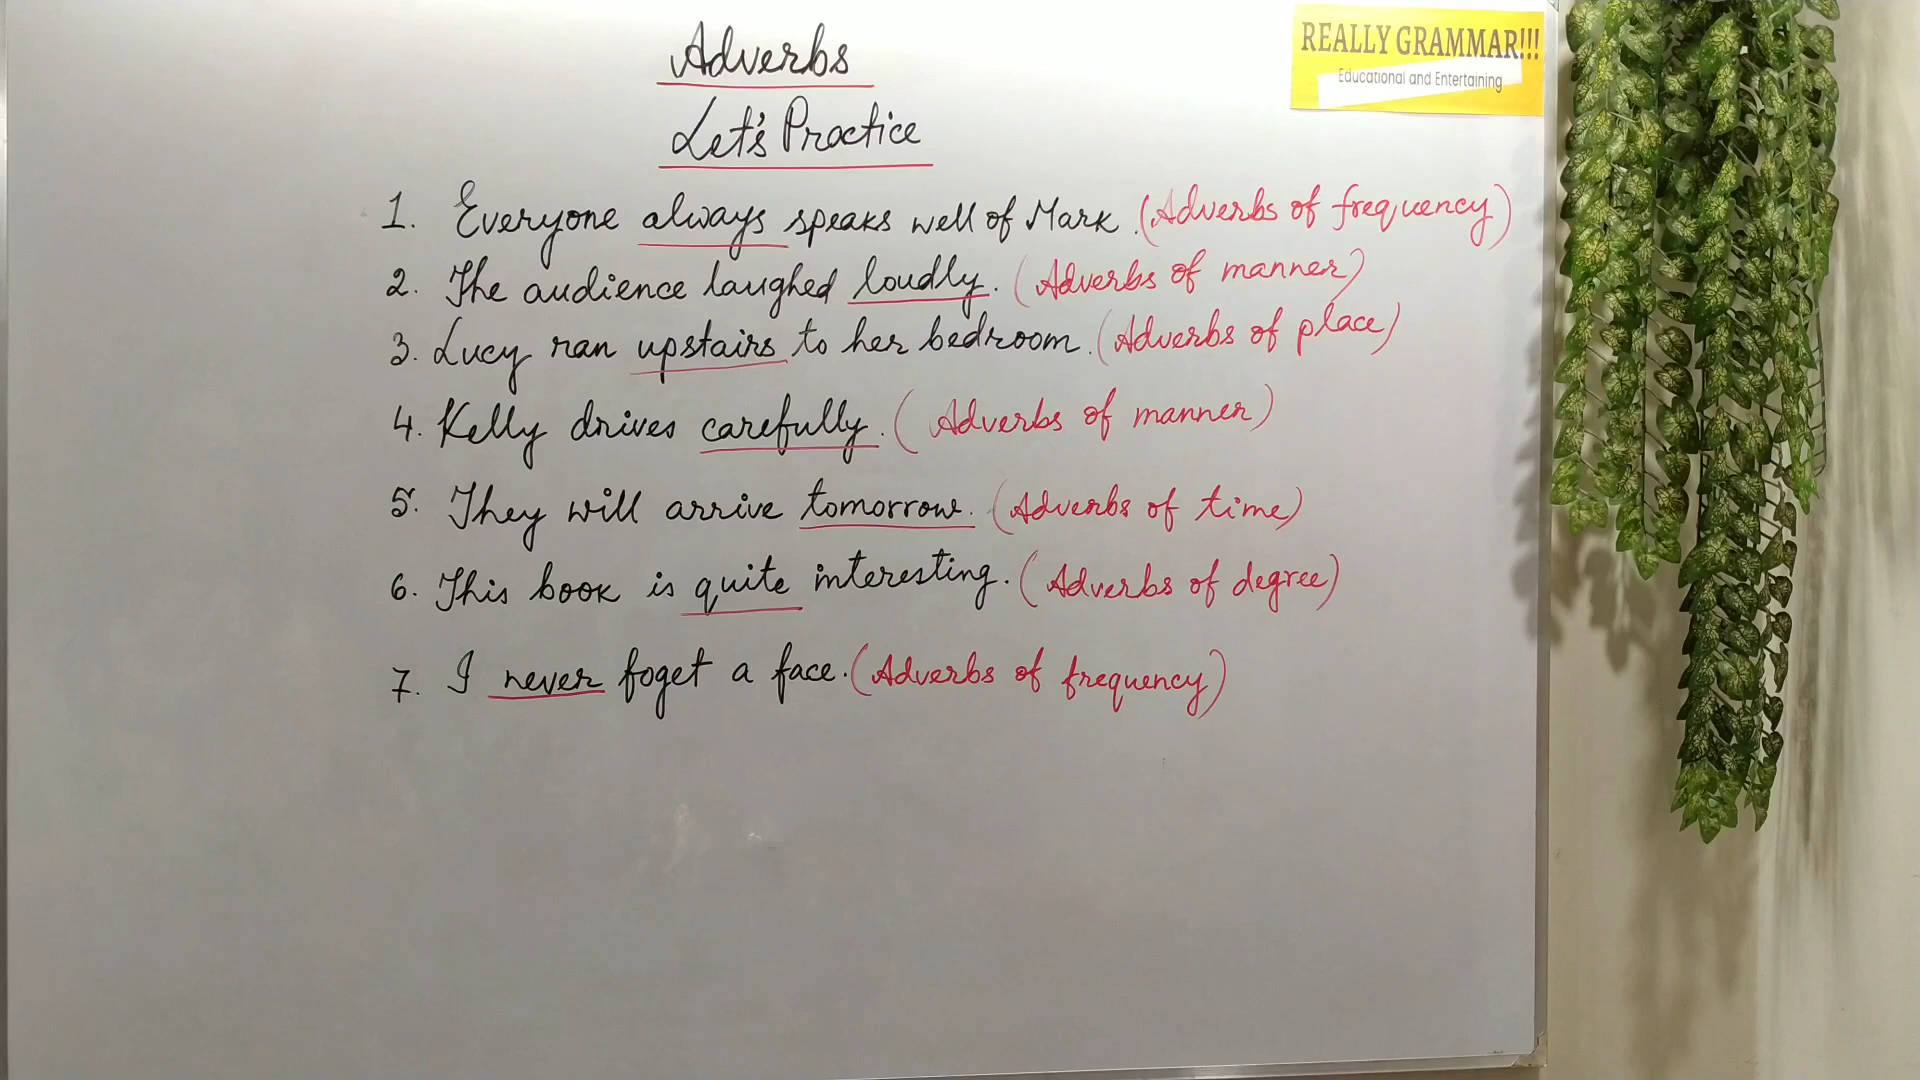 Adverbs
REALLY GRAMMAR!!!
Educational and Entertaining
Let's Practice
1. Everyone always speaks well of Mark. (Adverbs of frequency)
2. The audience laughed loudly. (Adverbs of manner)
3. Lucy ran upstairs to her bedroom. (Adverbs of place)
4. Kelly drives carefully. (Adverbs of manner)
5. They will arrive tomorrow. (Adverbs of time)
6. This book is quite interesting. (Adverbs of degree)
7. I never foget a face. (Adverbs of frequency)